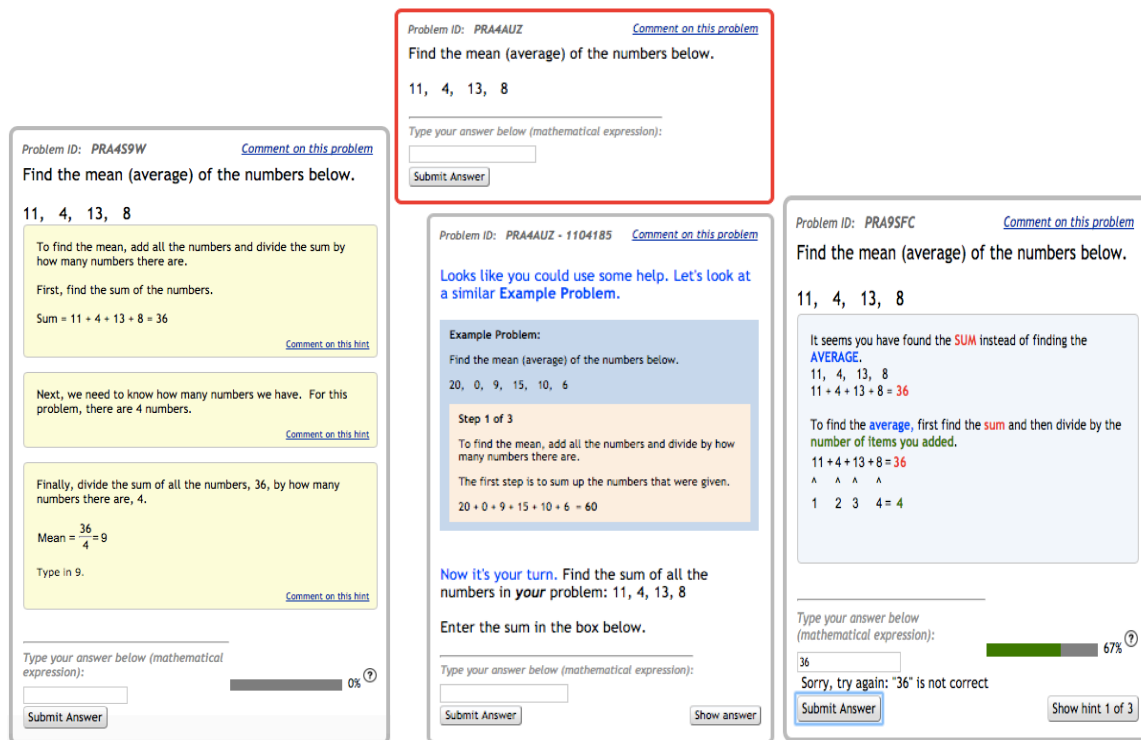 Problem ID: PRA4AUZ Comment on this problem
Find the mean (average) of the numbers below.
11, 4, 13, 8
Type your answer below (mathematical expression):
Submit Answer
Problem ID: PRA4S9W Comment on this problem
Find the mean (average) of the numbers below.
11, 4, 13, 8
To find the mean, add all the numbers and divide the sum by
how many numbers there are.
First, find the sum of the numbers.
Sum = 11 + 4 + 13 + 8 = 36
Comment on this hint
Next, we need to know how many numbers we have. For this
problem, there are 4 numbers.
Comment on this hint
Finally, divide the sum of all the numbers, 36, by how many
numbers there are, 4.
Mean = 36/4 = 9
Type in 9.
Comment on this hint
Type your answer below (mathematical
expression):
0% ?
Submit Answer
Problem ID: PRA4AUZ - 1104185 Comment on this problem
Looks like you could use some help. Let's look at
a similar Example Problem.
Example Problem:
Find the mean (average) of the numbers below.
20, 0, 9, 15, 10, 6
Step 1 of 3
To find the mean, add all the numbers and divide by how
many numbers there are.
The first step is to sum up the numbers that were given.
20 + 0 + 9 + 15 + 10 + 6 = 60
Now it's your turn. Find the sum of all the
numbers in your problem: 11, 4, 13, 8
Enter the sum in the box below.
Type your answer below (mathematical expression):
Submit Answer Show answer
Problem ID: PRA9SFC Comment on this problem
Find the mean (average) of the numbers below.
11, 4, 13, 8
It seems you have found the SUM instead of finding the
AVERAGE.
11, 4, 13, 8
11 + 4 + 13 + 8 = 36
To find the average, first find the sum and then divide by the
number of items you added.
11 + 4 + 13 + 8 = 36
^ ^ ^ ^
1 2 3 4 = 4
Type your answer below
(mathematical expression):
67% ?
36
Sorry, try again: "36" is not correct
Submit Answer Show hint 1 of 3